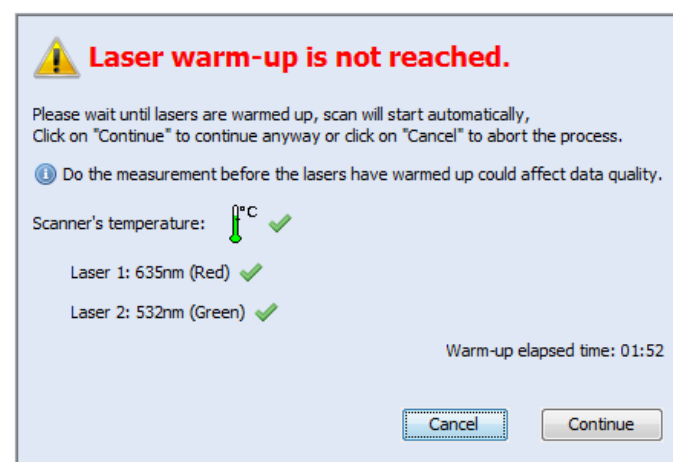 Laser warm-up is not reached.
Please wait until lasers are warmed up, scan will start automatically,
Click on "Continue" to continue anyway or click on "Cancel" to abort the process.
Do the measurement before the lasers have warmed up could affect data quality.
Scanner's temperature: °C
Laser 1: 635nm (Red)
Laser 2: 532nm (Green)
Warm-up elapsed time: 01:52
Cancel Continue